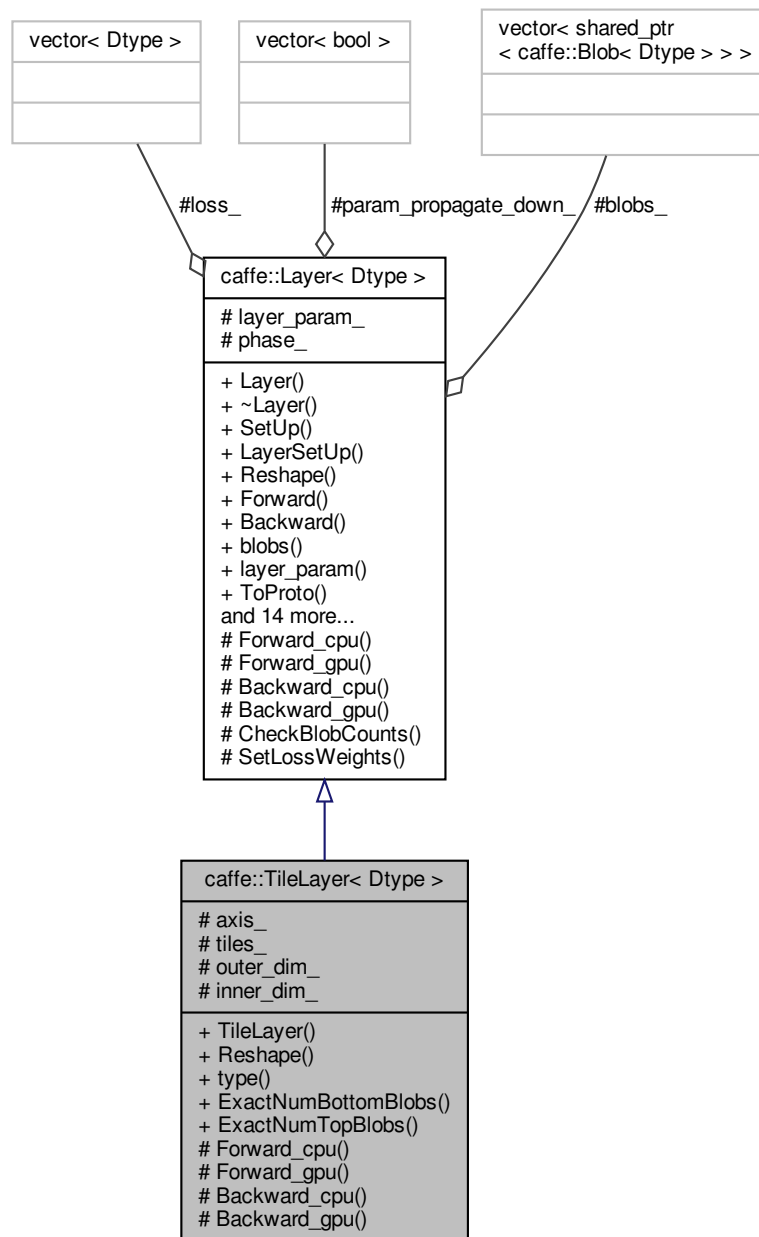 vector< Dtype >
vector< bool >
vector< shared_ptr
< caffe::Blob< Dtype > > >
#loss_
#param_propagate_down_
#blobs_
caffe::Layer< Dtype >
# layer_param_
# phase_
+ Layer()
+ ~Layer()
+ SetUp()
+ LayerSetUp()
+ Reshape()
+ Forward()
+ Backward()
+ blobs()
+ layer_param()
+ ToProto()
and 14 more...
# Forward_cpu()
# Forward_gpu()
# Backward_cpu()
# Backward_gpu()
# CheckBlobCounts()
# SetLossWeights()
caffe::TileLayer< Dtype >
# axis_
# tiles_
# outer_dim_
# inner_dim_
+ TileLayer()
+ Reshape()
+ type()
+ ExactNumBottomBlobs()
+ ExactNumTopBlobs()
# Forward_cpu()
# Forward_gpu()
# Backward_cpu()
# Backward_gpu()